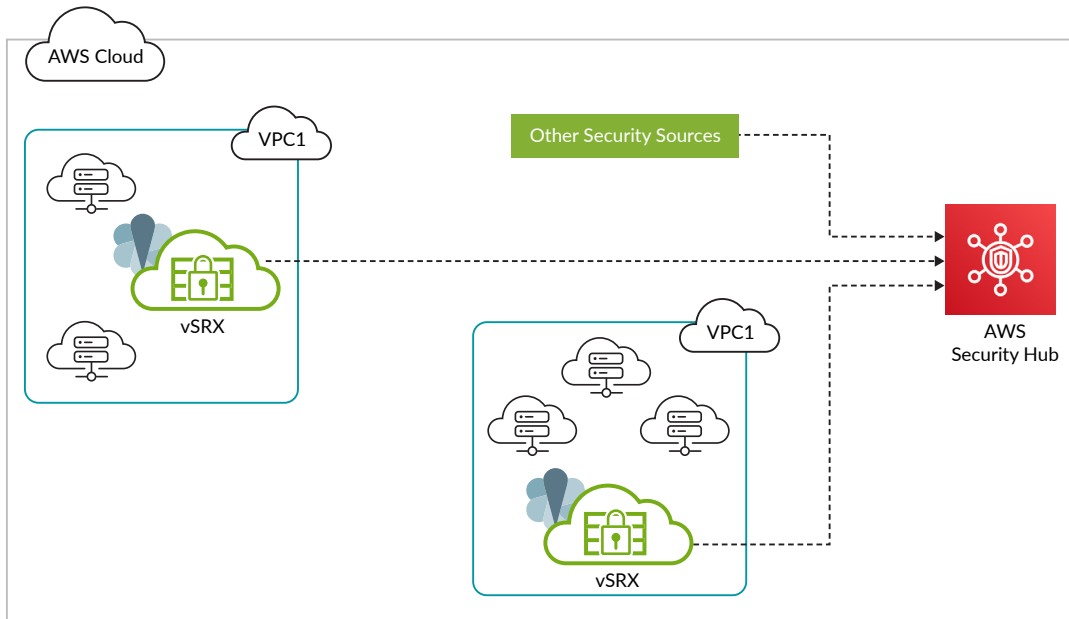 AWS Cloud
VPC1
Other Security Sources
vSRX
AWS
Security Hub
VPC1
vSRX